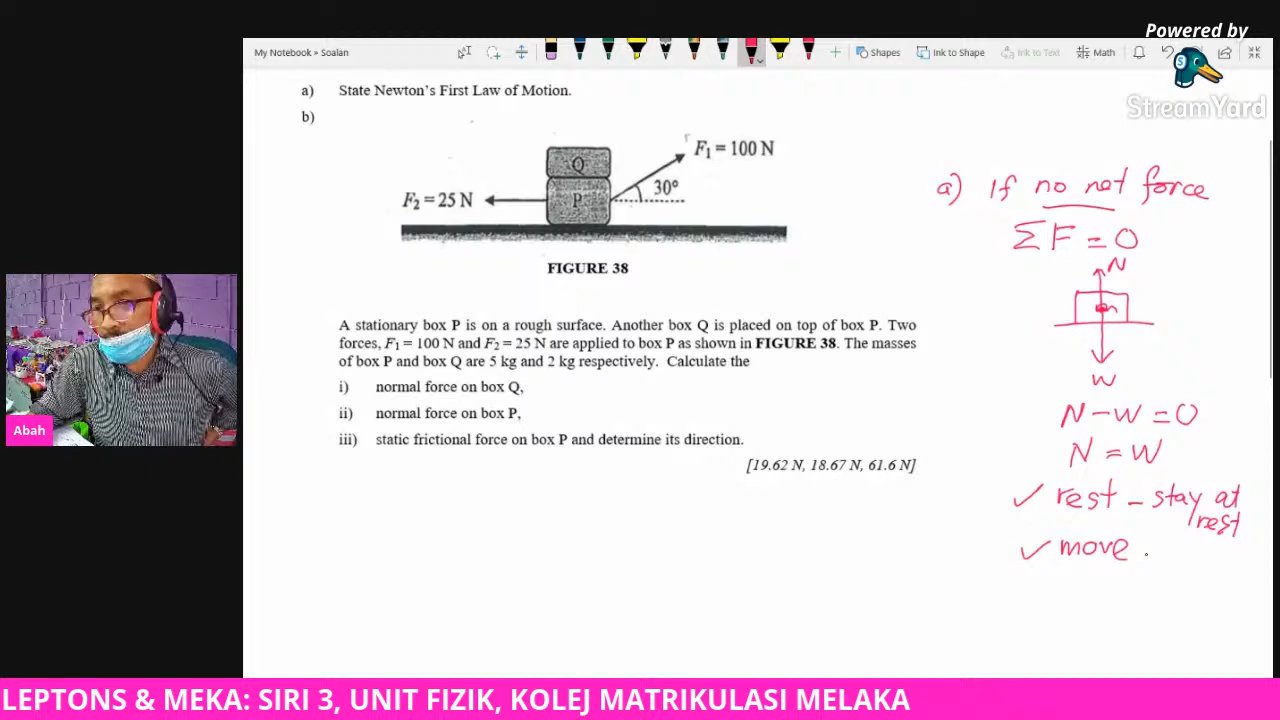 Powered by
StreamYard
My Notebook » Soalan
Shapes
Ink to Shape
Ink to Text
Math
a) State Newton's First Law of Motion.
b)
Q
P
F₁ = 100 N
30°
F₂ = 25 N
FIGURE 38
A stationary box P is on a rough surface. Another box Q is placed on top of box P. Two
forces, F₁ = 100 N and F₂ = 25 N are applied to box P as shown in FIGURE 38. The masses
of box P and box Q are 5 kg and 2 kg respectively. Calculate the
i) normal force on box Q,
ii) normal force on box P,
iii) static frictional force on box P and determine its direction.
[19.62 N, 18.67 N, 61.6 N]
a) If no net force
ΣF = 0
N
W
N - W = 0
N = W
✓ rest - stay at
rest
✓ move
Abah
LEPTONS & MEKA: SIRI 3, UNIT FIZIK, KOLEJ MATRIKULASI MELAKA